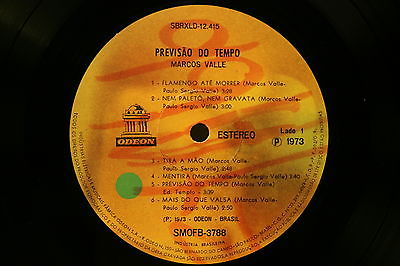 SBRXLD-12.415
PREVISÃO DO TEMPO
MARCOS VALLE
1 - FLAMENGO ATÉ MORRER (Marcos Valle-
Paulo Sergio Valle) 3:28
2 - NEM PALETÓ, NEM GRAVATA (Marcos Valle-
Paulo Sergio Valle) 3:00
ODEON
ESTEREO
Lado 1
(P) 1973
3 - TIRA A MÃO (Marcos Valle-
Paulo Sergio Valle) 2:48
4 - MENTIRA (Marcos Valle-Paulo Sergio Valle) 3:40
5 - PREVISÃO DO TEMPO (Marcos Valle)
Ed. Templo - 3:39
6 - MAIS DO QUE VALSA (Marcos Valle-
Paulo Sergio Valle) 2:50
(P) 1973 - ODEON - BRASIL
SMOFB-3788
INDÚSTRIA BRASILEIRA